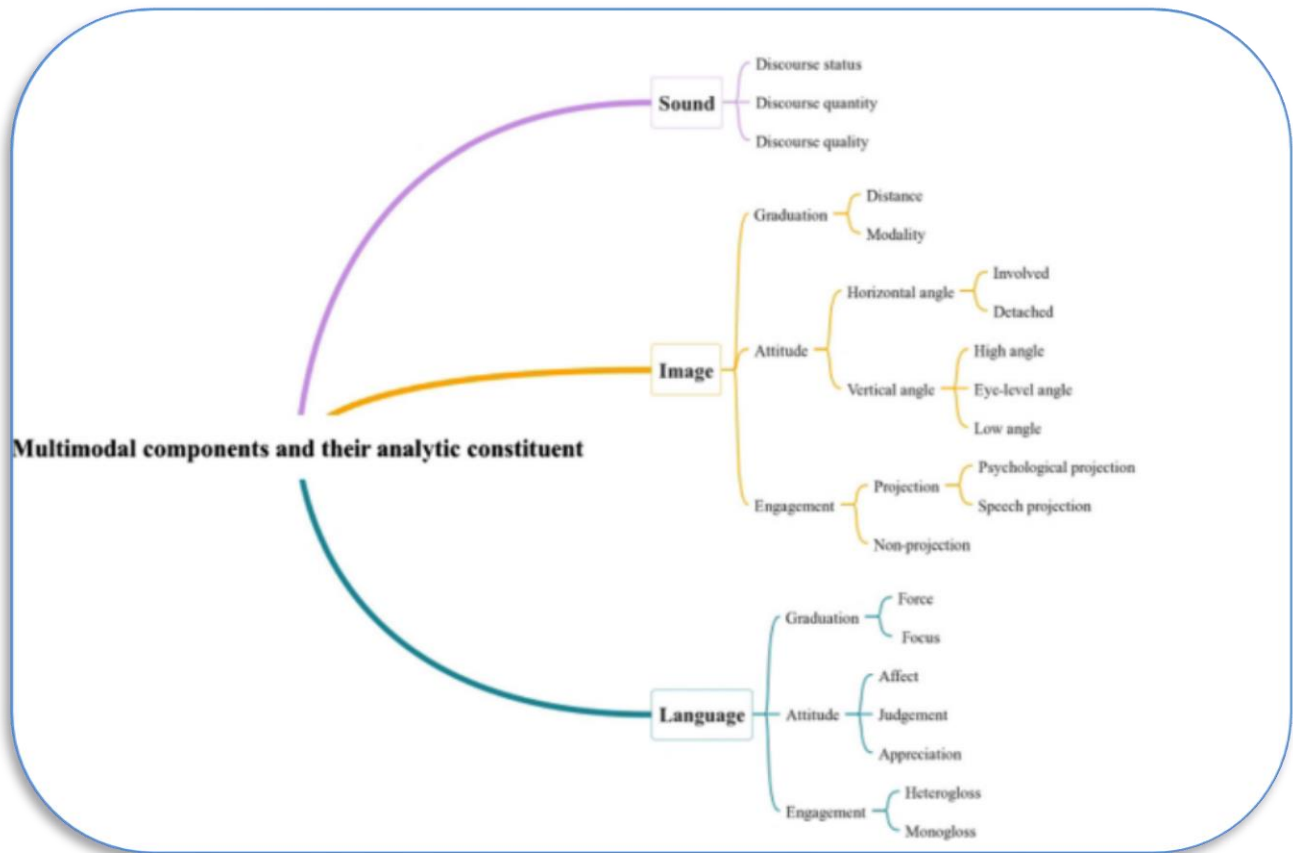 Multimodal components and their analytic constituent
Sound
Discourse status
Discourse quantity
Discourse quality
Image
Graduation
Distance
Modality
Attitude
Horizontal angle
Involved
Detached
Vertical angle
High angle
Eye-level angle
Low angle
Engagement
Projection
Psychological projection
Speech projection
Non-projection
Language
Graduation
Force
Focus
Attitude
Affect
Judgement
Appreciation
Engagement
Heterogloss
Monogloss